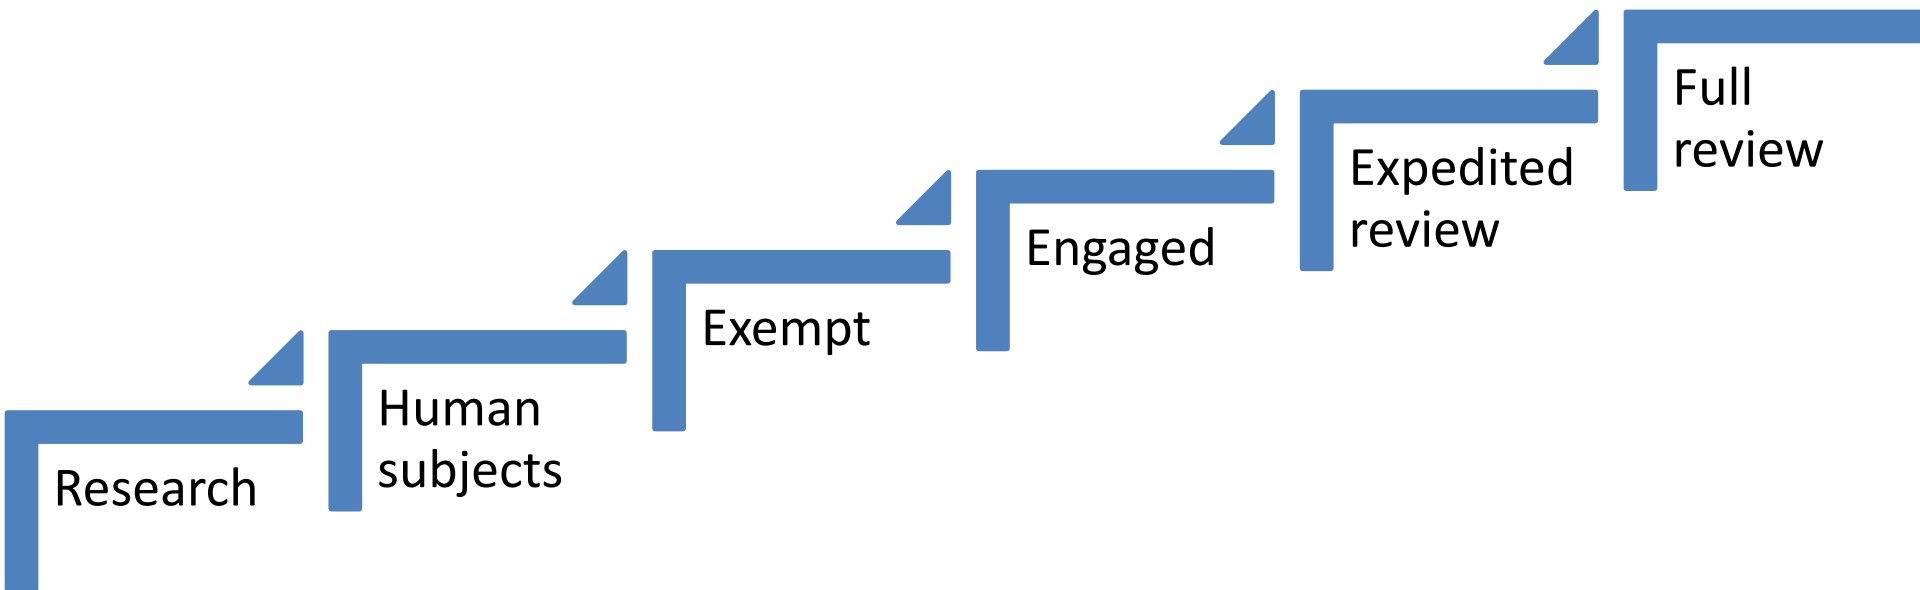 Research
Human
subjects
Exempt
Engaged
Expedited
review
Full
review